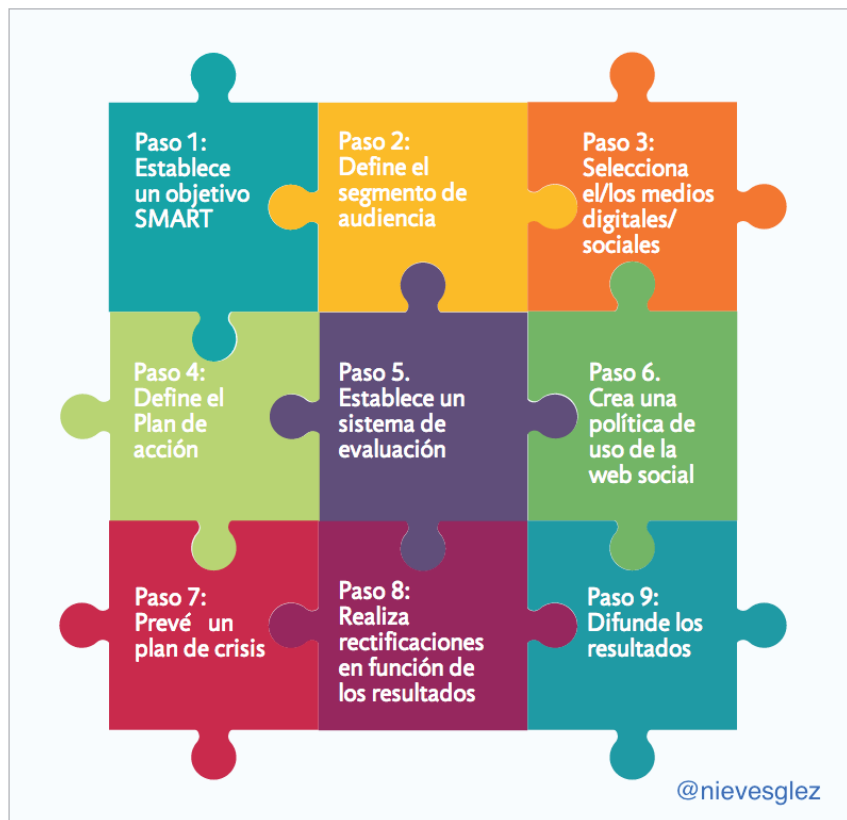 Paso 1:
Establece
un objetivo
SMART
Paso 2:
Define el
segmento de
audiencia
Paso 3:
Selecciona
el/los medios
digitales/
sociales
Paso 4:
Define el
Plan de
acción
Paso 5.
Establece un
sistema de
evaluación
Paso 6.
Crea una
política de
uso de la
web social
Paso 7:
Prevé un
plan de crisis
Paso 8:
Realiza
rectificaciones
en función de
los resultados
Paso 9:
Difunde los
resultados
@nievesglez